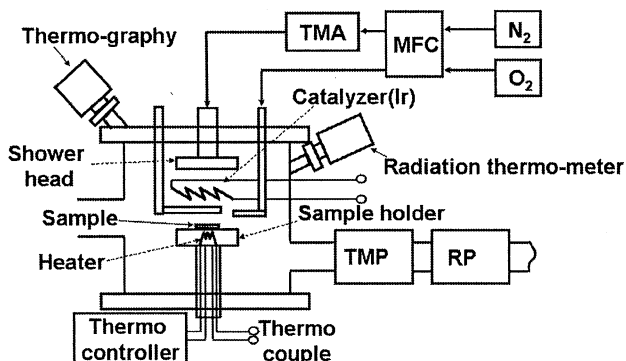 Thermo-graphy
TMA
MFC
N2
O2
Catalyzer(Ir)
Shower
head
Radiation thermo-meter
Sample
Sample holder
Heater
TMP
RP
Thermo
controller
Thermo
couple